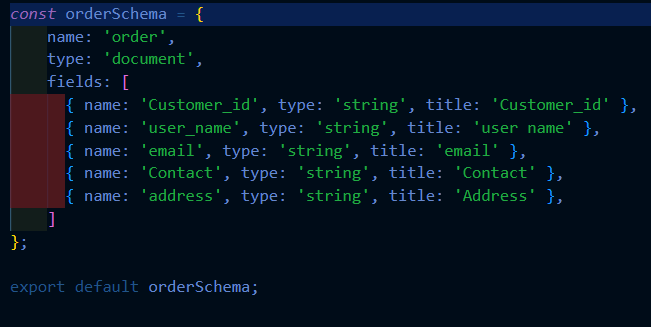 const orderSchema = {
    name: 'order',
    type: 'document',
    fields: [
      { name: 'Customer_id', type: 'string', title: 'Customer_id' },
      { name: 'user_name', type: 'string', title: 'user name' },
      { name: 'email', type: 'string', title: 'email' },
      { name: 'Contact', type: 'string', title: 'Contact' },
      { name: 'address', type: 'string', title: 'Address' },
    ]
};
export default orderSchema;